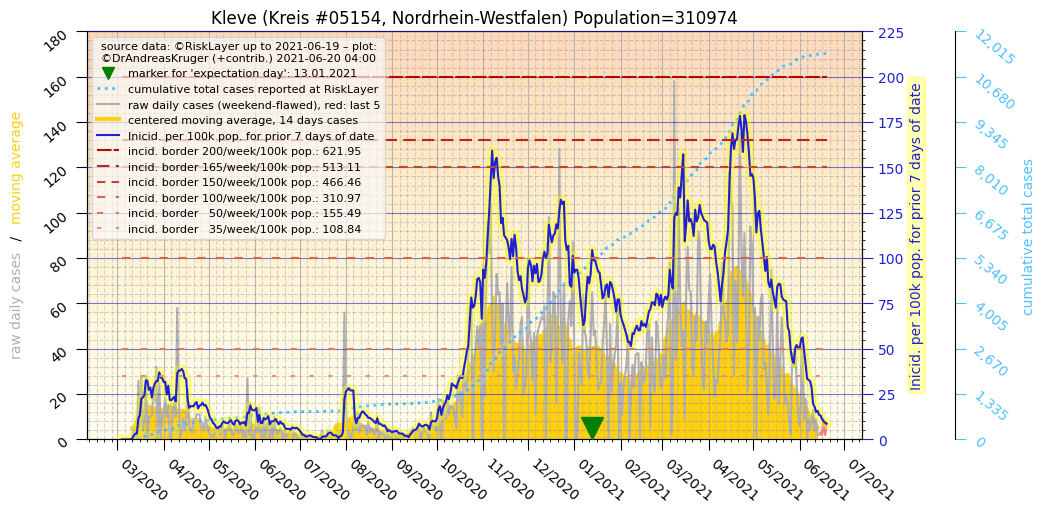 Kleve (Kreis #05154, Nordrhein-Westfalen) Population=310974
source data: ©RiskLayer up to 2021-06-19 – plot:
©DrAndreasKruger (+contrib.) 2021-06-20 04:00
marker for 'expectation day': 13.01.2021
cumulative total cases reported at RiskLayer
raw daily cases (weekend-flawed), red: last 5
centered moving average, 14 days cases
Inicid. per 100k pop. for prior 7 days of date
incid. border 200/week/100k pop.: 621.95
incid. border 165/week/100k pop.: 513.11
incid. border 150/week/100k pop.: 466.46
incid. border 100/week/100k pop.: 310.97
incid. border   50/week/100k pop.: 155.49
incid. border   35/week/100k pop.: 108.84
raw daily cases / moving average
180
160
140
120
100
80
60
40
20
0
03/2020
04/2020
05/2020
06/2020
07/2020
08/2020
09/2020
10/2020
11/2020
12/2020
01/2021
02/2021
03/2021
04/2021
05/2021
06/2021
07/2021
225
200
175
150
125
100
75
50
25
0
Inicid. per 100k pop. for prior 7 days of date
12,015
10,680
9,345
8,010
6,675
5,340
4,005
2,670
1,335
0
cumulative total cases